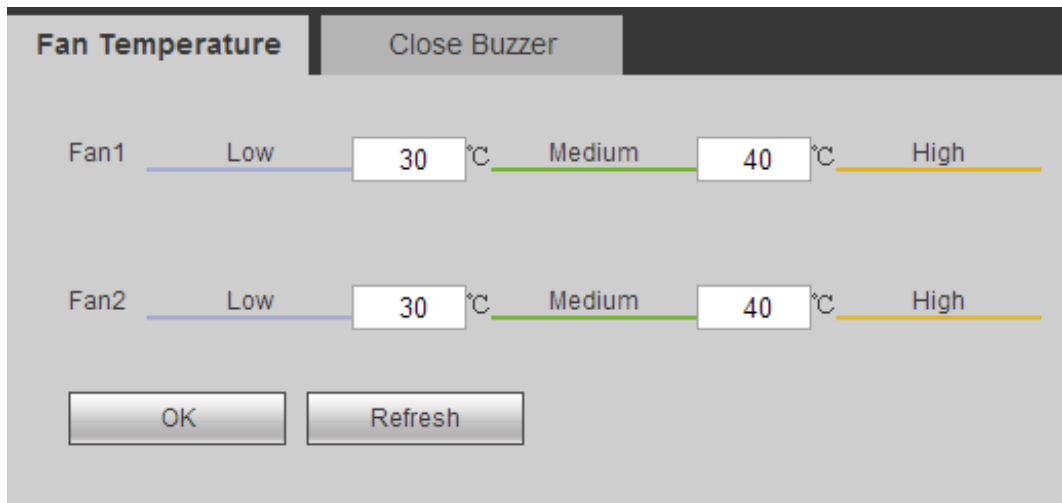 Fan Temperature Close Buzzer
Fan1 Low 30 ℃ Medium 40 ℃ High
Fan2 Low 30 ℃ Medium 40 ℃ High
OK Refresh